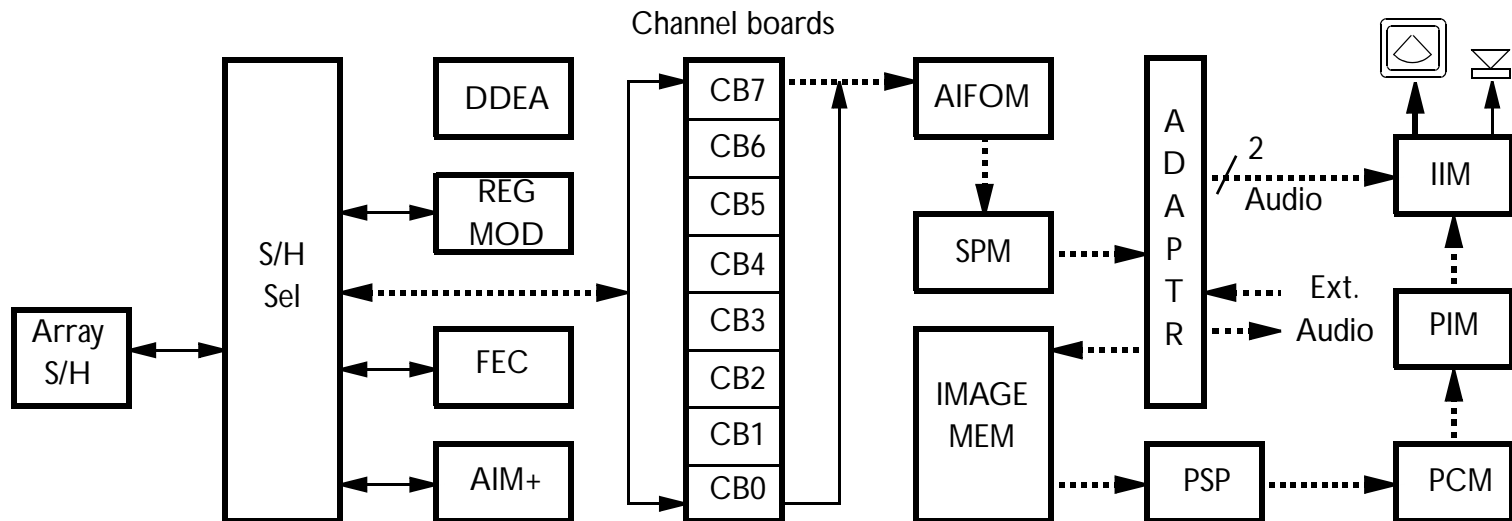 Channel boards
Array
S/H
S/H
Sel
DDEA
REG
MOD
FEC
AIM+
CB7
CB6
CB5
CB4
CB3
CB2
CB1
CB0
AIFOM
SPM
IMAGE
MEM
A
D
A
P
T
R
2
Audio
Ext.
Audio
PSP
IIM
PIM
PCM